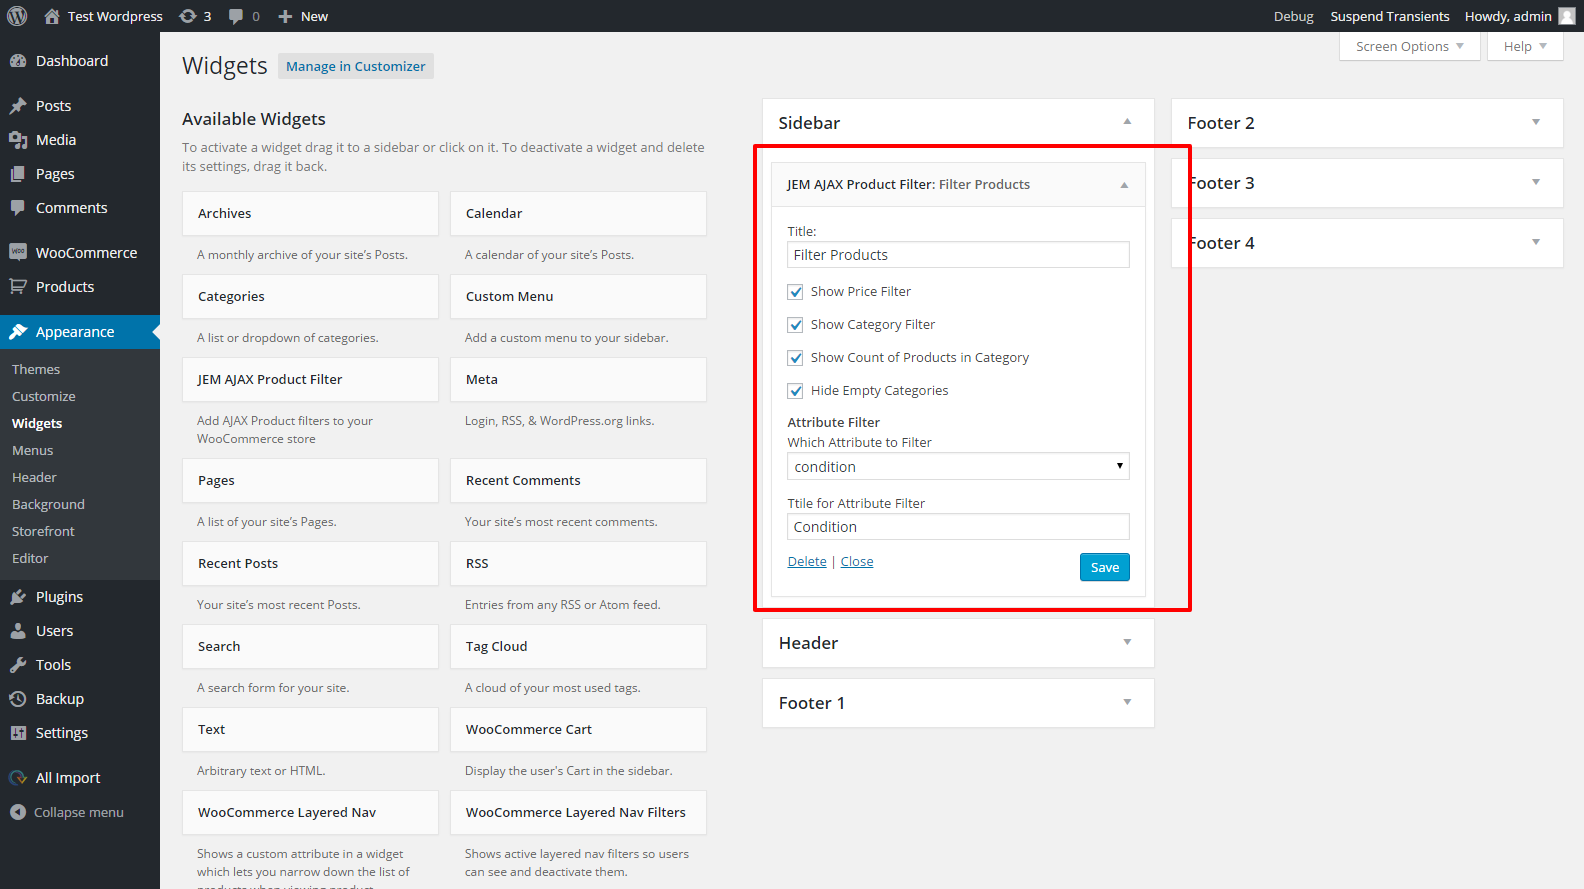 Test Wordpress 3 0 New Debug Suspend Transients Howdy, admin
Dashboard
Posts
Media
Pages
Comments
WooCommerce
Products
Appearance
Themes
Customize
Widgets
Menus
Header
Background
Storefront
Editor
Plugins
Users
Tools
Backup
Settings
All Import
Collapse menu
Screen Options Help
Widgets Manage in Customizer
Available Widgets
To activate a widget drag it to a sidebar or click on it. To deactivate a widget and delete
its settings, drag it back.
Archives
A monthly archive of your site's Posts.
Calendar
A calendar of your site's Posts.
Categories
A list or dropdown of categories.
Custom Menu
Add a custom menu to your sidebar.
JEM AJAX Product Filter
Add AJAX Product filters to your
WooCommerce store
Meta
Login, RSS, & WordPress.org links.
Pages
A list of your site's Pages.
Recent Comments
Your site's most recent comments.
Recent Posts
Your site's most recent Posts.
RSS
Entries from any RSS or Atom feed.
Search
A search form for your site.
Tag Cloud
A cloud of your most used tags.
Text
Arbitrary text or HTML.
WooCommerce Cart
Display the user's Cart in the sidebar.
WooCommerce Layered Nav
Shows a custom attribute in a widget
which lets you narrow down the list of
products when viewing product
WooCommerce Layered Nav Filters
Shows active layered nav filters so users
can see and deactivate them.
Sidebar
JEM AJAX Product Filter: Filter Products
Title:
Filter Products
Show Price Filter
Show Category Filter
Show Count of Products in Category
Hide Empty Categories
Attribute Filter
Which Attribute to Filter
condition
Ttile for Attribute Filter
Condition
Delete | Close Save
Header
Footer 1
Footer 2
Footer 3
Footer 4